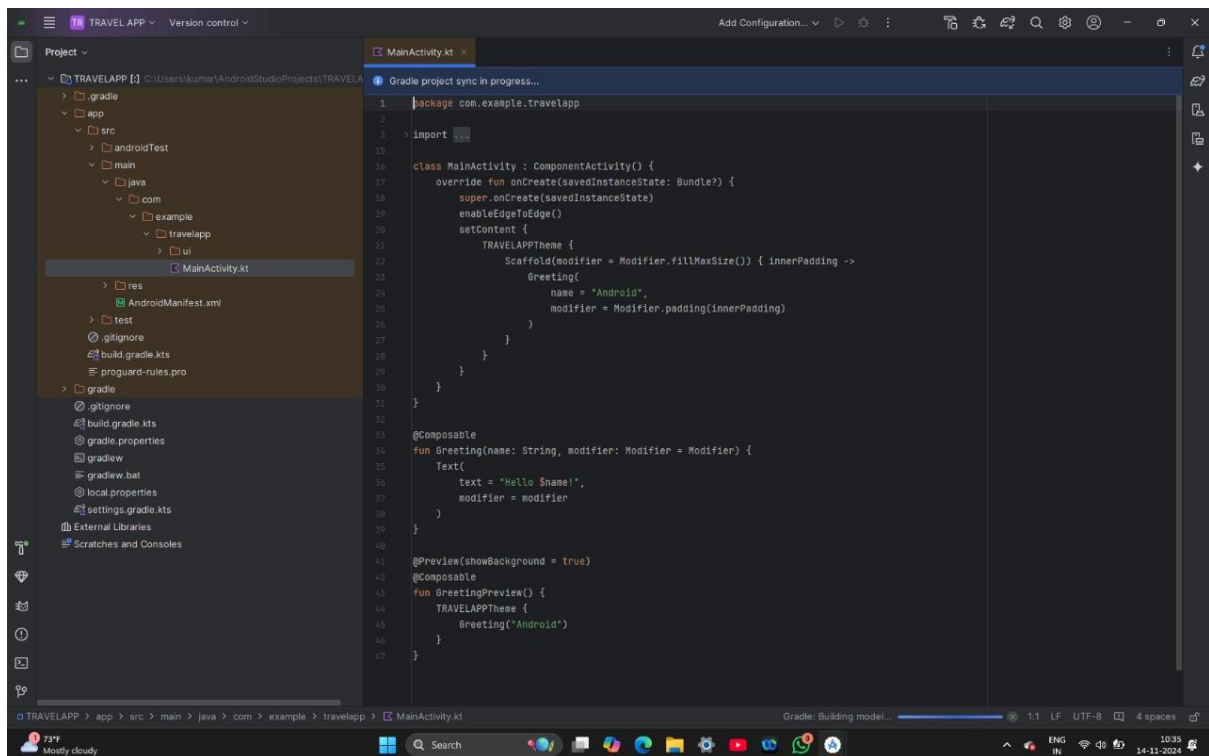 TR TRAVEL APP Version control Add Configuration...
Project
MainActivity.kt
TRAVELAPP [:] C:\Users\kumar\AndroidStudioProjects\TRAVELA
Gradle project sync in progress...
.gradle
app
src
androidTest
main
java
com
example
travelapp
ui
MainActivity.kt
res
AndroidManifest.xml
test
.gitignore
build.gradle.kts
proguard-rules.pro
gradle
.gitignore
build.gradle.kts
gradle.properties
gradlew
gradlew.bat
local.properties
settings.gradle.kts
External Libraries
Scratches and Consoles
1 package com.example.travelapp
2
3 import ...
15
16 class MainActivity : ComponentActivity() {
17 override fun onCreate(savedInstanceState: Bundle?) {
18 super.onCreate(savedInstanceState)
19 enableEdgeToEdge()
20 setContent {
21 TRAVELAPPTheme {
22 Scaffold(modifier = Modifier.fillMaxSize()) { innerPadding ->
23 Greeting(
24 name = "Android",
25 modifier = Modifier.padding(innerPadding)
26 )
27 }
28 }
29 }
30 }
31 }
32
33 @Composable
34 fun Greeting(name: String, modifier: Modifier = Modifier) {
35 Text(
36 text = "Hello $name!",
37 modifier = modifier
38 )
39 }
40
41 @Preview(showBackground = true)
42 @Composable
43 fun GreetingPreview() {
44 TRAVELAPPTheme {
45 Greeting("Android")
46 }
47 }
TRAVELAPP > app > src > main > java > com > example > travelapp > MainActivity.kt Gradle: Building model... 1:1 LF UTF-8 4 spaces
1 73°F
Mostly cloudy
Search
9
ENG
IN
10:35
14-11-2024